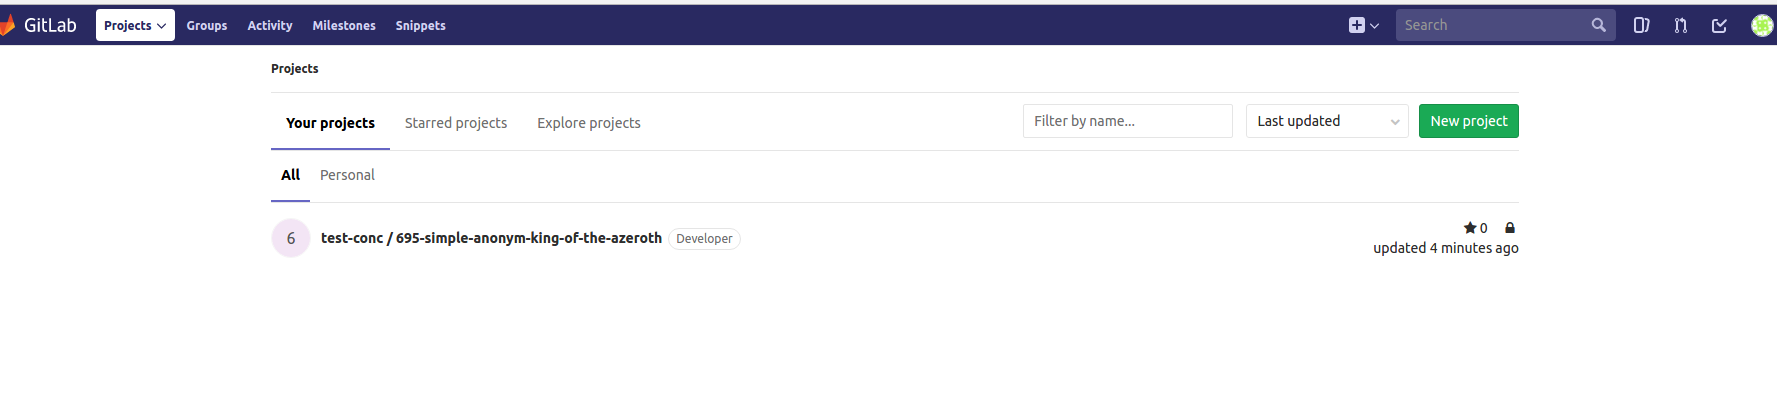 GitLab Projects Groups Activity Milestones Snippets Search
Projects
Your projects Starred projects Explore projects Filter by name... Last updated New project
All Personal
6 test-conc / 695-simple-anonym-king-of-the-azeroth Developer 0
updated 4 minutes ago